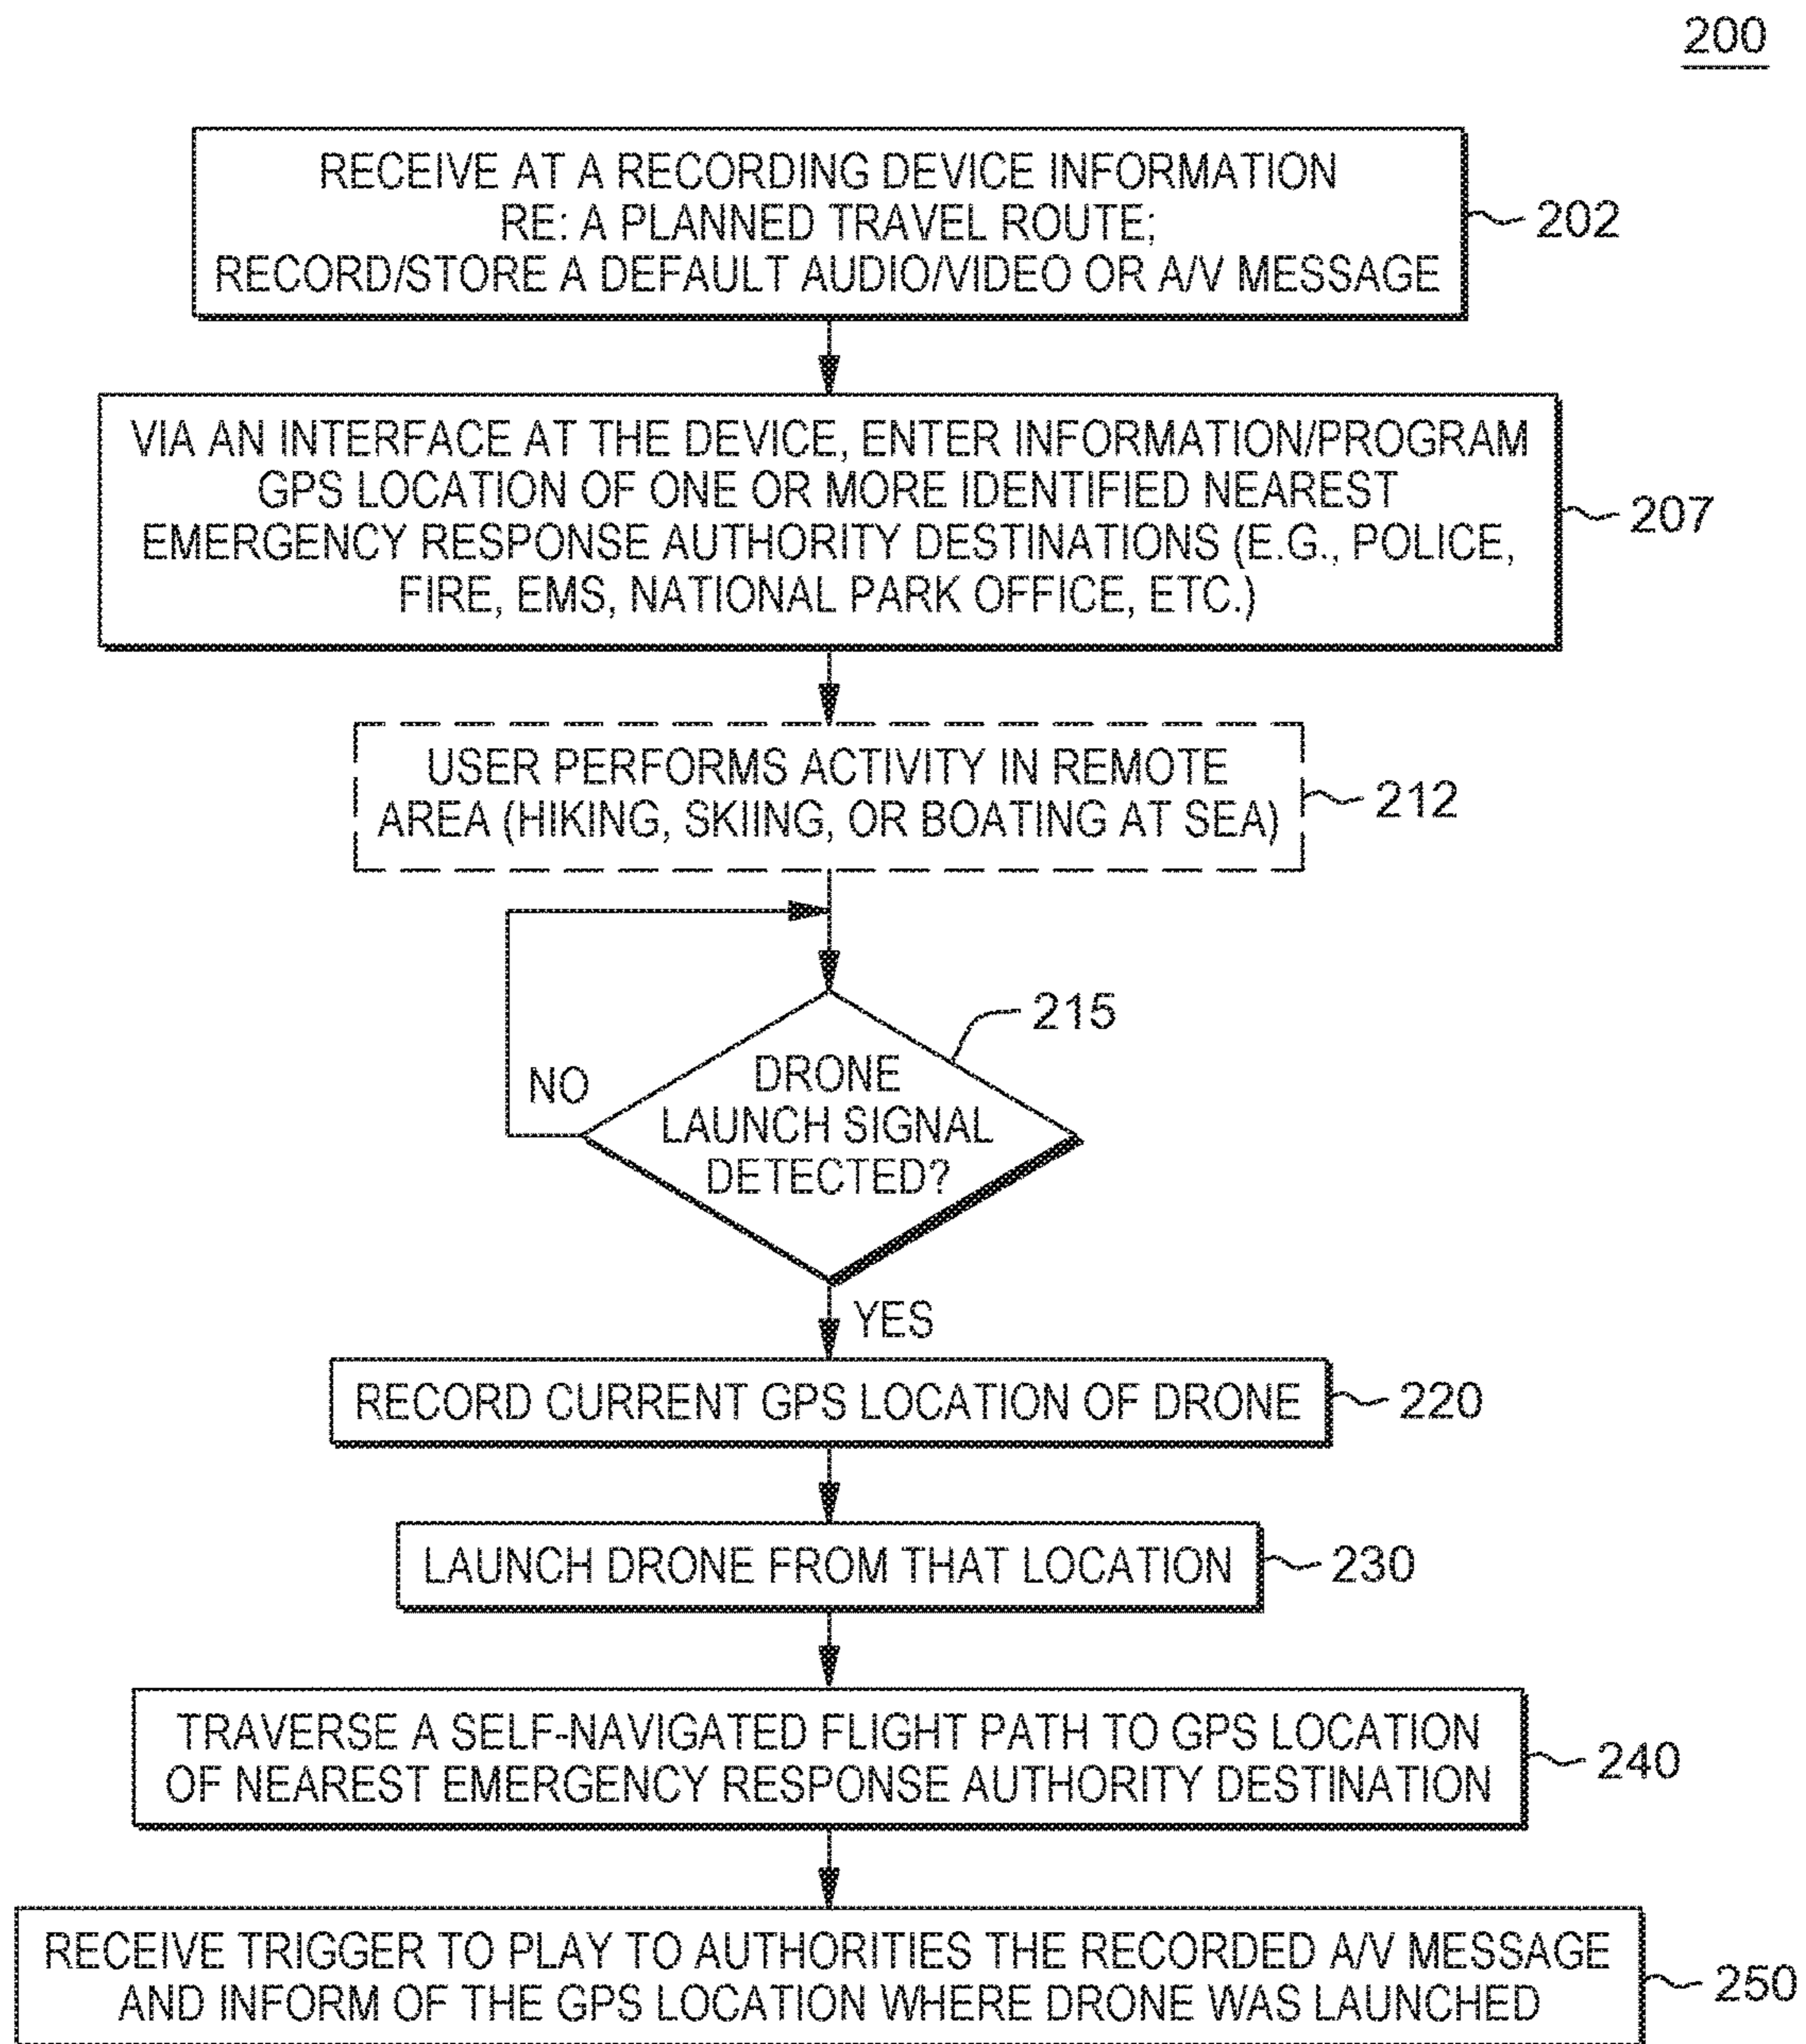 200
RECEIVE AT A RECORDING DEVICE INFORMATION
RE: A PLANNED TRAVEL ROUTE;
RECORD/STORE A DEFAULT AUDIO/VIDEO OR A/V MESSAGE
202
VIA AN INTERFACE AT THE DEVICE, ENTER INFORMATION/PROGRAM
GPS LOCATION OF ONE OR MORE IDENTIFIED NEAREST
EMERGENCY RESPONSE AUTHORITY DESTINATIONS (E.G., POLICE,
FIRE, EMS, NATIONAL PARK OFFICE, ETC.)
207
USER PERFORMS ACTIVITY IN REMOTE
AREA (HIKING, SKIING, OR BOATING AT SEA)
212
215
NO
DRONE
LAUNCH SIGNAL
DETECTED?
YES
RECORD CURRENT GPS LOCATION OF DRONE
220
LAUNCH DRONE FROM THAT LOCATION
230
TRAVERSE A SELF-NAVIGATED FLIGHT PATH TO GPS LOCATION
OF NEAREST EMERGENCY RESPONSE AUTHORITY DESTINATION
240
RECEIVE TRIGGER TO PLAY TO AUTHORITIES THE RECORDED A/V MESSAGE
AND INFORM OF THE GPS LOCATION WHERE DRONE WAS LAUNCHED
250